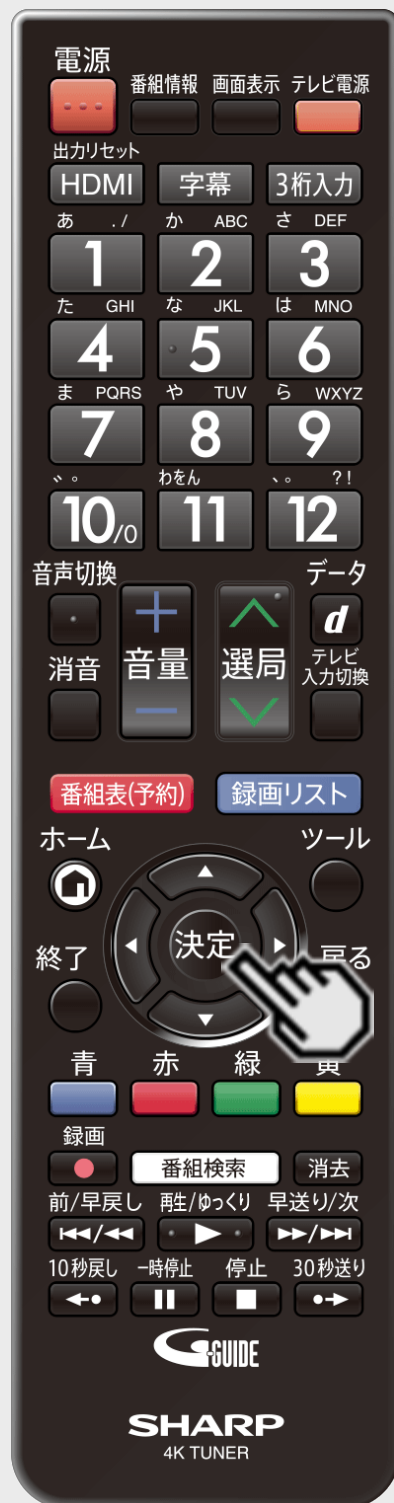 電源
番組情報 画面表示 テレビ電源
出力リセット
HDMI 字幕 3桁入力
あ ./ か ABC さ DEF
1 2 3
た GHI な JKL は MNO
4 5 6
ま PQRS や TUV ら WXYZ
7 8 9
゛゜ わをん 、。 ?!
10/0 11 12
音声切換 データ
+ ∧ d
消音 音量 選局 テレビ
入力切換
− ∨
番組表(予約) 録画リスト
ホーム ツール
決定
終了 戻る
青 赤 緑 黄
録画
番組検索 消去
前/早戻し 再生/ゆっくり 早送り/次
10秒戻し 一時停止 停止 30秒送り
G-GUIDE
SHARP
4K TUNER